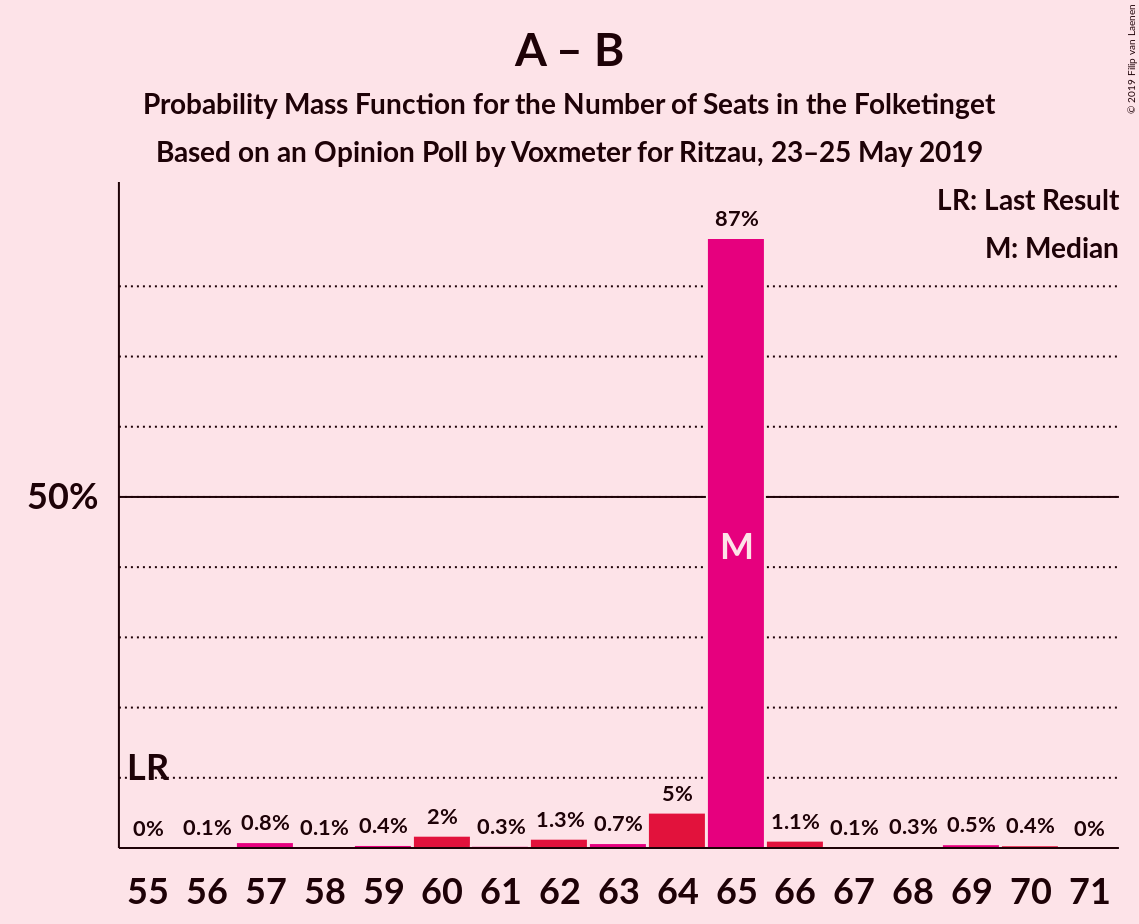 A – B
Probability Mass Function for the Number of Seats in the Folketinget
Based on an Opinion Poll by Voxmeter for Ritzau, 23–25 May 2019
© 2019 Filip van Laenen
LR: Last Result
M: Median
87%
50%
M
LR
0% 0.1% 0.8% 0.1% 0.4% 2% 0.3% 1.3% 0.7% 5% 1.1% 0.1% 0.3% 0.5% 0.4% 0%
55 56 57 58 59 60 61 62 63 64 65 66 67 68 69 70 71